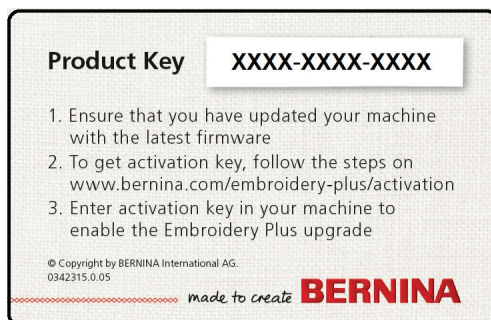 Product Key XXXX-XXXX-XXXX
1. Ensure that you have updated your machine
with the latest firmware
2. To get activation key, follow the steps on
www.bernina.com/embroidery-plus/activation
3. Enter activation key in your machine to
enable the Embroidery Plus upgrade
© Copyright by BERNINA International AG.
0342315.0.05
made to create BERNINA